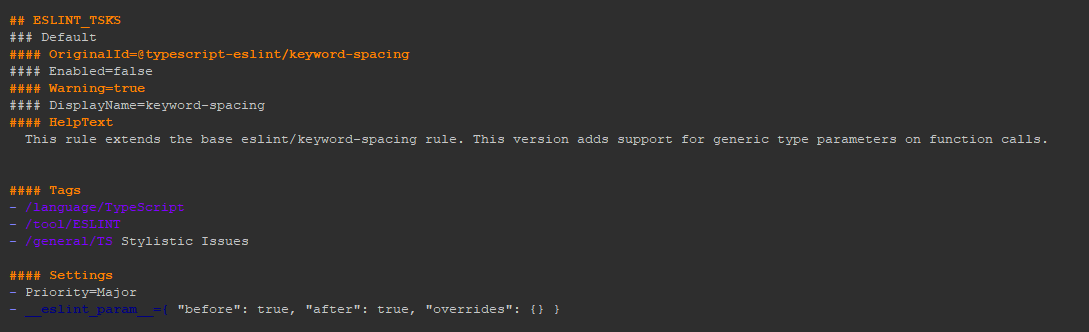 ## ESLINT_TSKS
### Default
#### OriginalId=@typescript-eslint/keyword-spacing
#### Enabled=false
#### Warning=true
#### DisplayName=keyword-spacing
#### HelpText
This rule extends the base eslint/keyword-spacing rule. This version adds support for generic type parameters on function calls.
#### Tags
- /language/TypeScript
- /tool/ESLINT
- /general/TS Stylistic Issues
#### Settings
- Priority=Major
- __eslint_param__={ "before": true, "after": true, "overrides": {} }